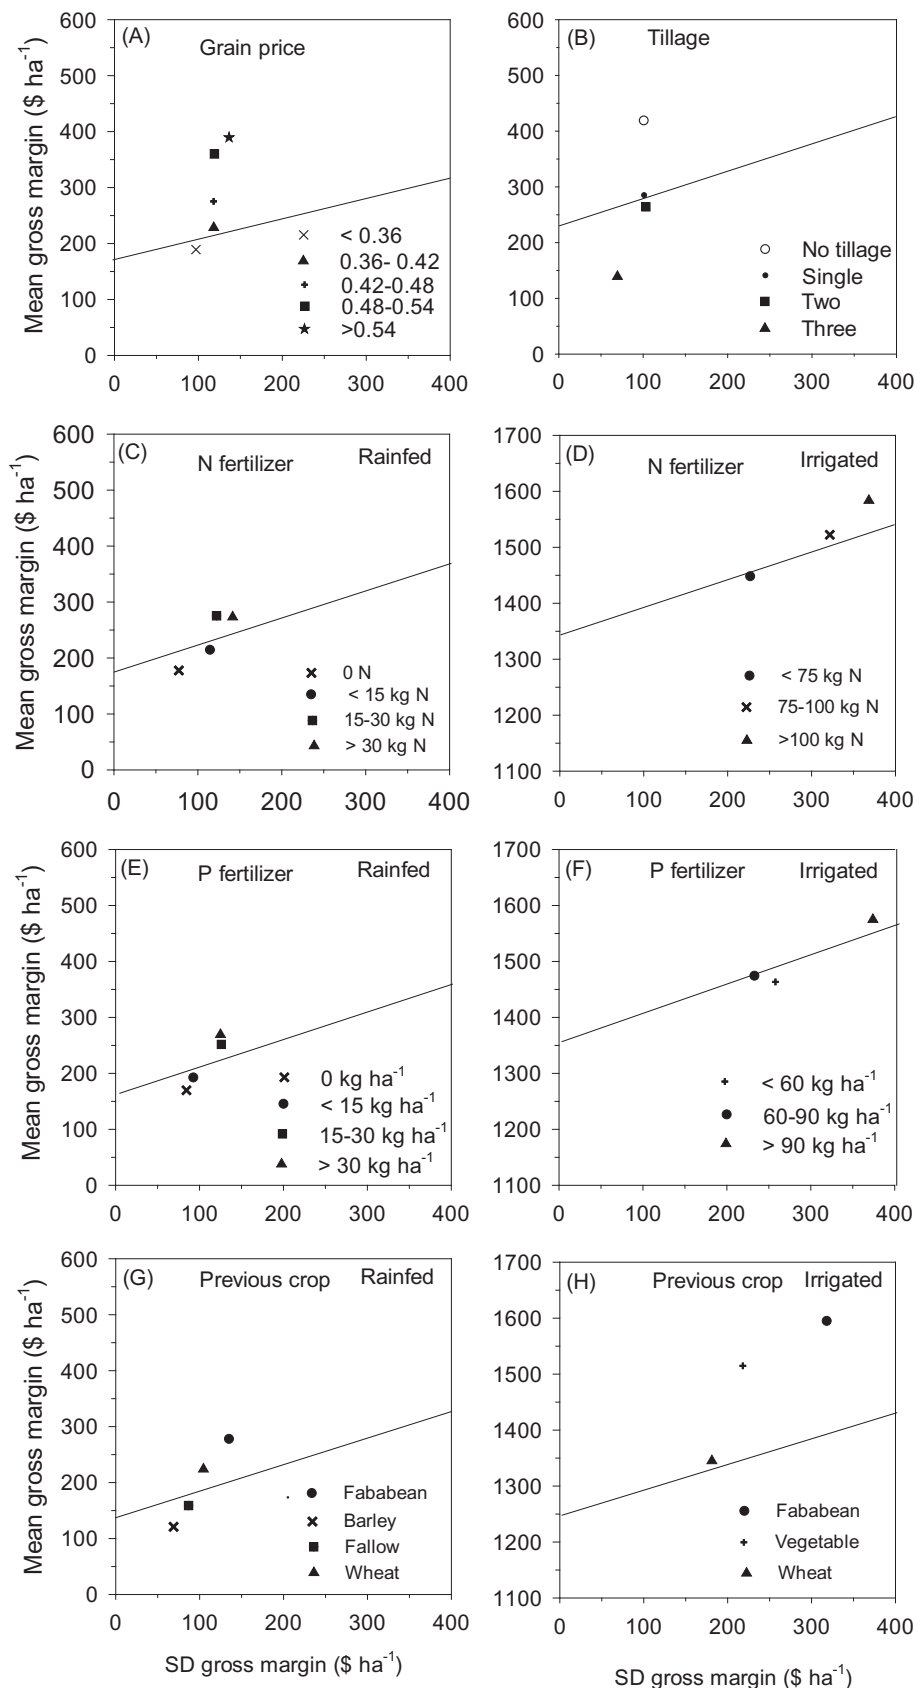 (A) Grain price
Mean gross margin ($ ha⁻¹)
600
500
400
300
200
100
0
< 0.36
0.36- 0.42
0.42-0.48
0.48-0.54
>0.54
0 100 200 300 400
(B) Tillage
600
500
400
300
200
100
0
No tillage
Single
Two
Three
0 100 200 300 400
(C) N fertilizer Rainfed
Mean gross margin ($ ha⁻¹)
600
500
400
300
200
100
0
0 N
< 15 kg N
15-30 kg N
> 30 kg N
0 100 200 300 400
(D) N fertilizer Irrigated
1700
1600
1500
1400
1300
1200
1100
< 75 kg N
75-100 kg N
>100 kg N
0 100 200 300 400
(E) P fertilizer Rainfed
Mean gross margin ($ ha⁻¹)
600
500
400
300
200
100
0
0 kg ha⁻¹
< 15 kg ha⁻¹
15-30 kg ha⁻¹
> 30 kg ha⁻¹
0 100 200 300 400
(F) P fertilizer Irrigated
1700
1600
1500
1400
1300
1200
1100
< 60 kg ha⁻¹
60-90 kg ha⁻¹
> 90 kg ha⁻¹
0 100 200 300 400
(G) Previous crop Rainfed
Mean gross margin ($ ha⁻¹)
600
500
400
300
200
100
0
Fababean
Barley
Fallow
Wheat
0 100 200 300 400
SD gross margin ($ ha⁻¹)
(H) Previous crop Irrigated
1700
1600
1500
1400
1300
1200
1100
Fababean
Vegetable
Wheat
0 100 200 300 400
SD gross margin ($ ha⁻¹)